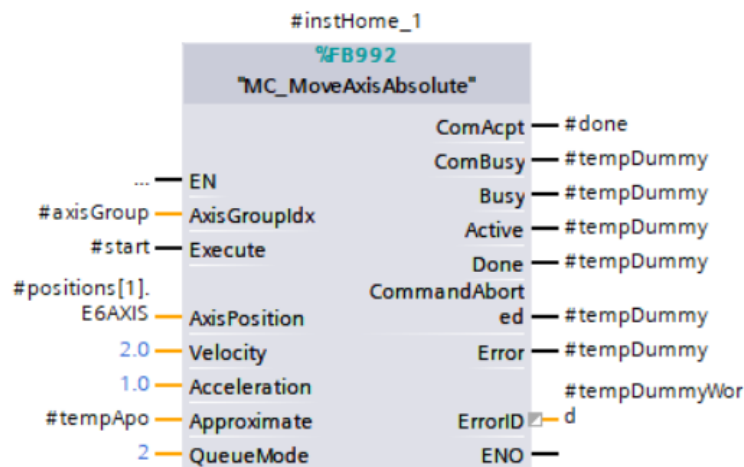 #instHome_1
%FB992
"MC_MoveAxisAbsolute"
ComAcpt #done
ComBusy #tempDummy
... EN
Busy #tempDummy
#axisGroup AxisGroupIdx
Active #tempDummy
#start Execute
Done #tempDummy
#positions[1].
E6AXIS AxisPosition
CommandAbort
ed #tempDummy
2.0 Velocity
Error #tempDummy
1.0 Acceleration
#tempDummyWor
d
#tempApo Approximate
ErrorID
2 QueueMode
ENO